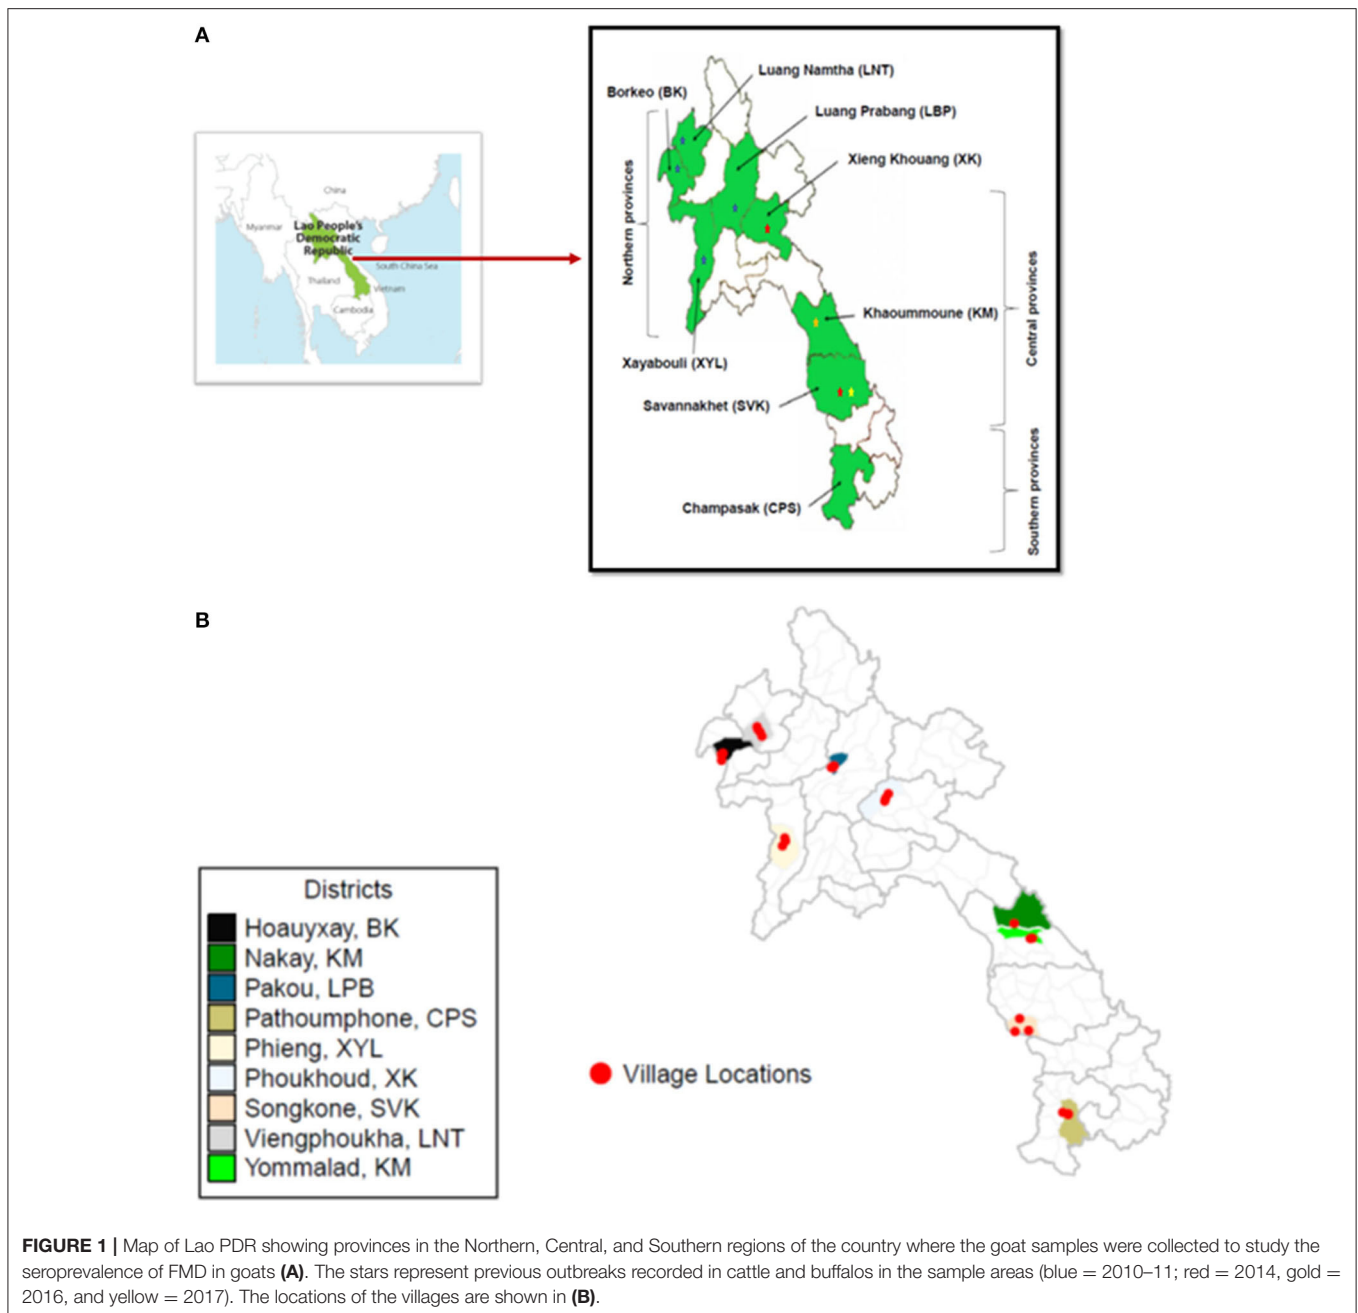 A
Luang Namtha (LNT)
Borkeo (BK)
Luang Prabang (LBP)
Xieng Khouang (XK)
Northern provinces
China
Myanmar
Lao People's
Democratic
Republic
South China Sea
Thailand
Vietnam
Cambodia
Khaoummoune (KM)
Central provinces
Xayabouli (XYL)
Savannakhet (SVK)
Southern provinces
Champasak (CPS)
B
Districts
Hoauyxay, BK
Nakay, KM
Pakou, LPB
Pathoumphone, CPS
Phieng, XYL
Phoukhoud, XK
Songkone, SVK
Viengphoukha, LNT
Yommalad, KM
Village Locations
FIGURE 1 | Map of Lao PDR showing provinces in the Northern, Central, and Southern regions of the country where the goat samples were collected to study the
seroprevalence of FMD in goats (A). The stars represent previous outbreaks recorded in cattle and buffalos in the sample areas (blue = 2010–11; red = 2014, gold =
2016, and yellow = 2017). The locations of the villages are shown in (B).